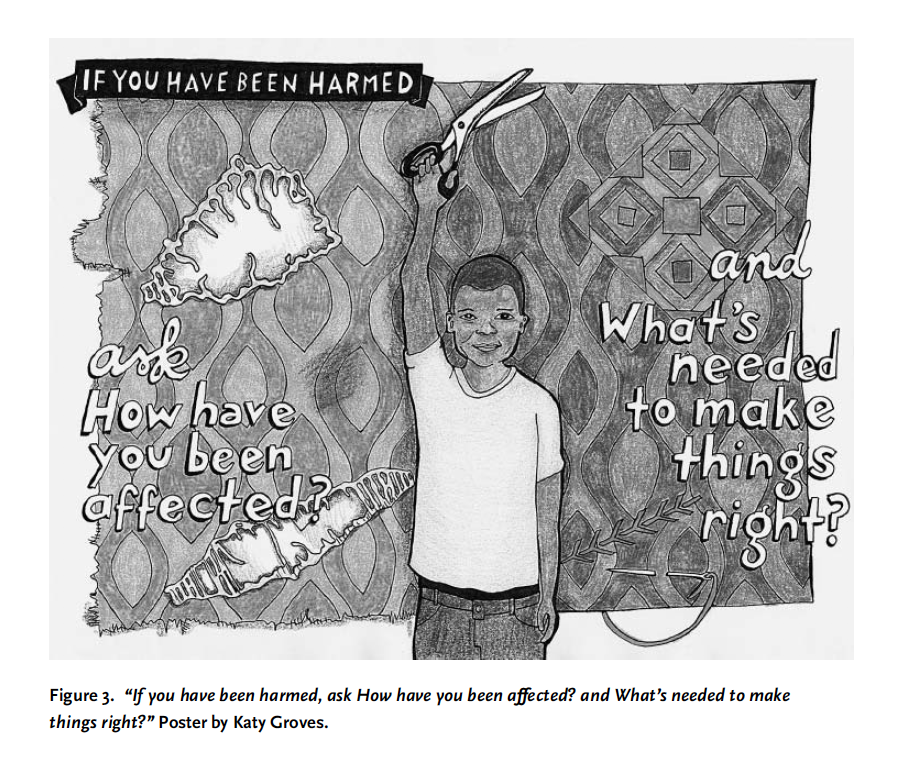 IF YOU HAVE BEEN HARMED
ask
How have
you been
affected?
and
What's
needed
to make
things
right?
Figure 3. “If you have been harmed, ask How have you been affected? and What’s needed to make
things right?” Poster by Katy Groves.